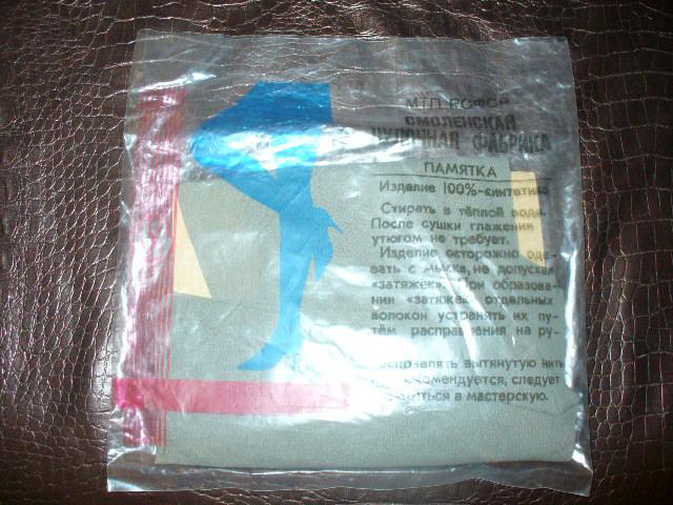 МТП РСФСР
СМОЛЕНСКАЯ
ЧУЛОЧНАЯ ФАБРИКА
ПАМЯТКА
Изделие 100%-синтетика
Стирать в тёплой воде.
После сушки глажения
утюгом не требует.
Изделие осторожно оде-
вать с мыска, не допуская
«затяжек». При образова-
нии «затяжек» отдельных
волокон устранять их пу-
тём расправления на ру-
вытянутую нить
рекомендуется, следует
в мастерскую.